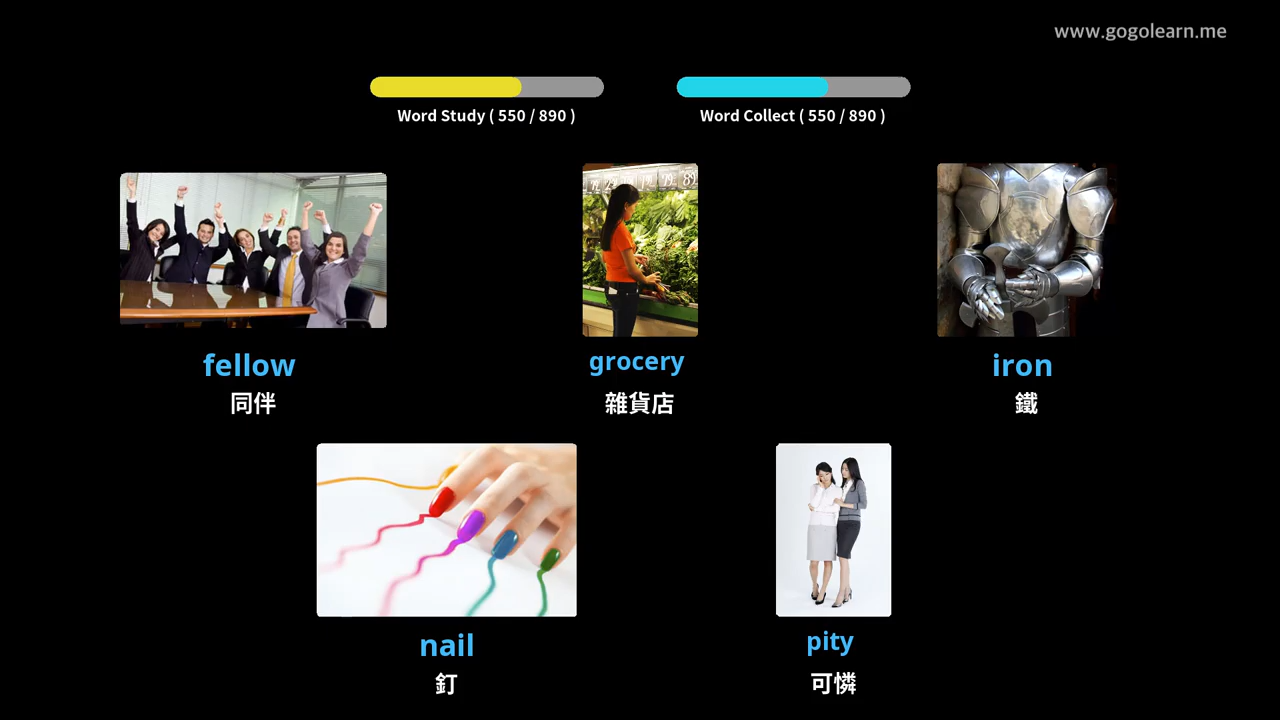 www.gogolearn.me
Word Study ( 550 / 890 )
Word Collect ( 550 / 890 )
fellow
同伴
grocery
雜貨店
iron
鐵
nail
釘
pity
可憐